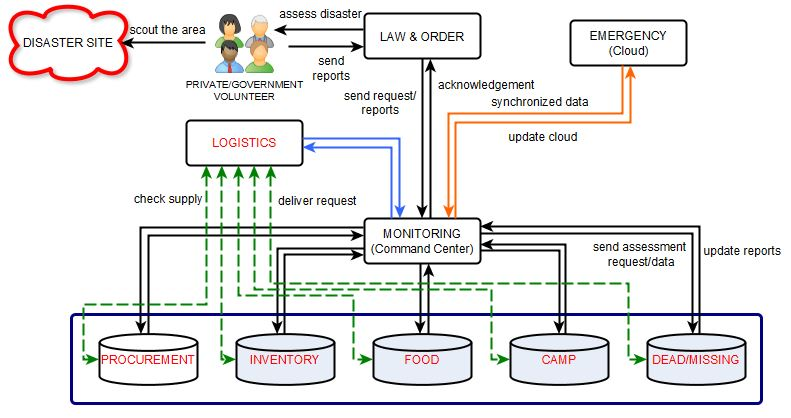 scout the area
assess disaster
DISASTER SITE
LAW & ORDER
EMERGENCY
(Cloud)
send
reports
PRIVATE/GOVERNMENT
VOLUNTEER
send request/
reports
acknowledgement
synchronized data
update cloud
LOGISTICS
check supply
deliver request
MONITORING
(Command Center)
send assessment
request/data
update reports
PROCUREMENT
INVENTORY
FOOD
CAMP
DEAD/MISSING